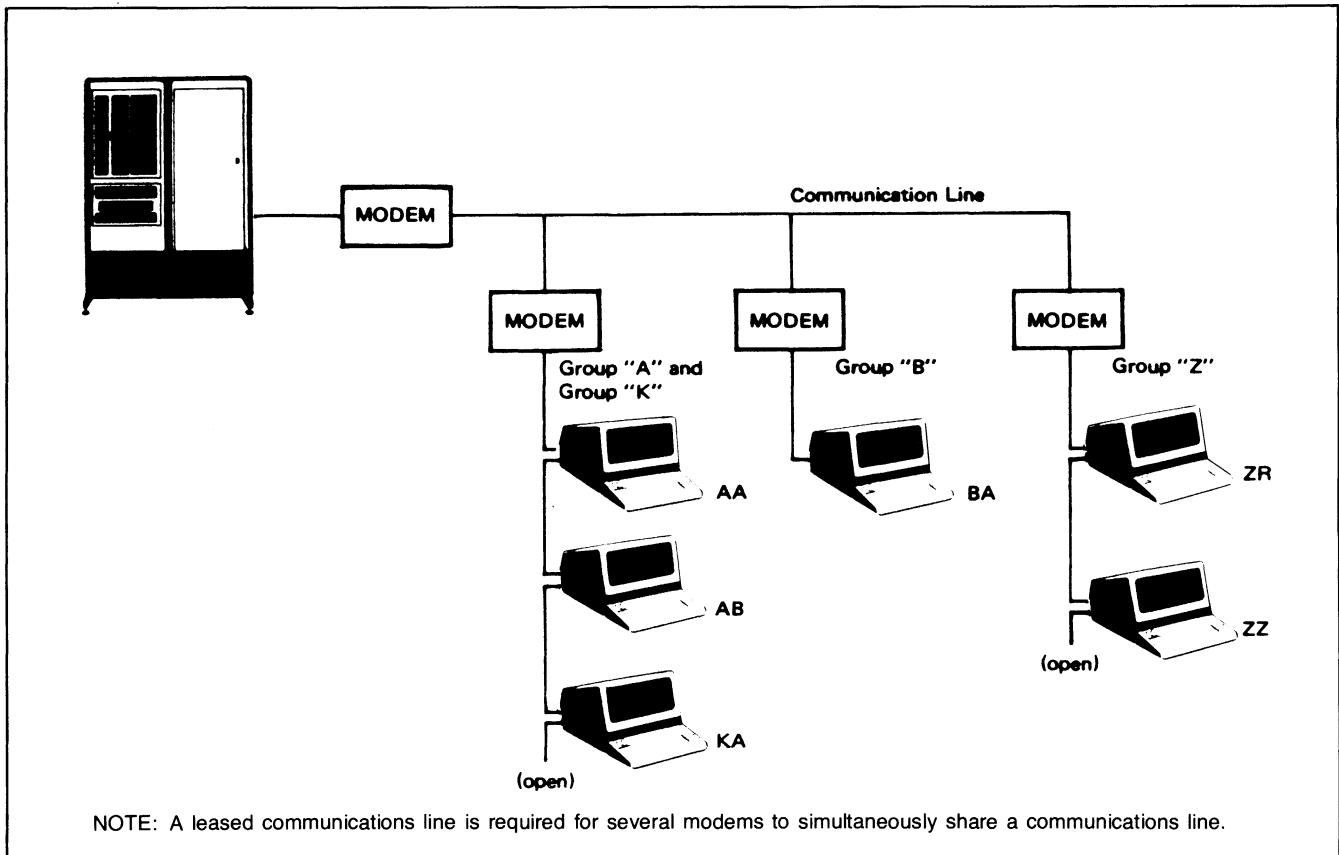 Communication Line
MODEM
MODEM
MODEM
MODEM
Group "A" and
Group "K"
Group "B"
Group "Z"
AA
BA
ZR
AB
ZZ
(open)
KA
(open)
NOTE: A leased communications line is required for several modems to simultaneously share a communications line.